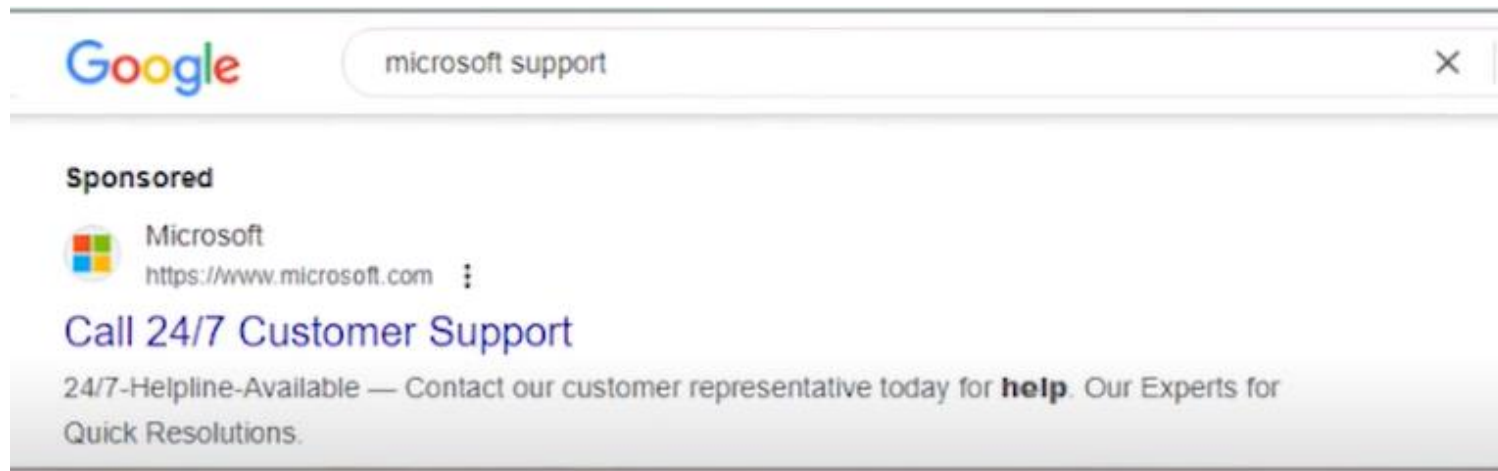 Google
microsoft support
Sponsored
Microsoft
https://www.microsoft.com
Call 24/7 Customer Support
24/7-Helpline-Available — Contact our customer representative today for help. Our Experts for
Quick Resolutions.